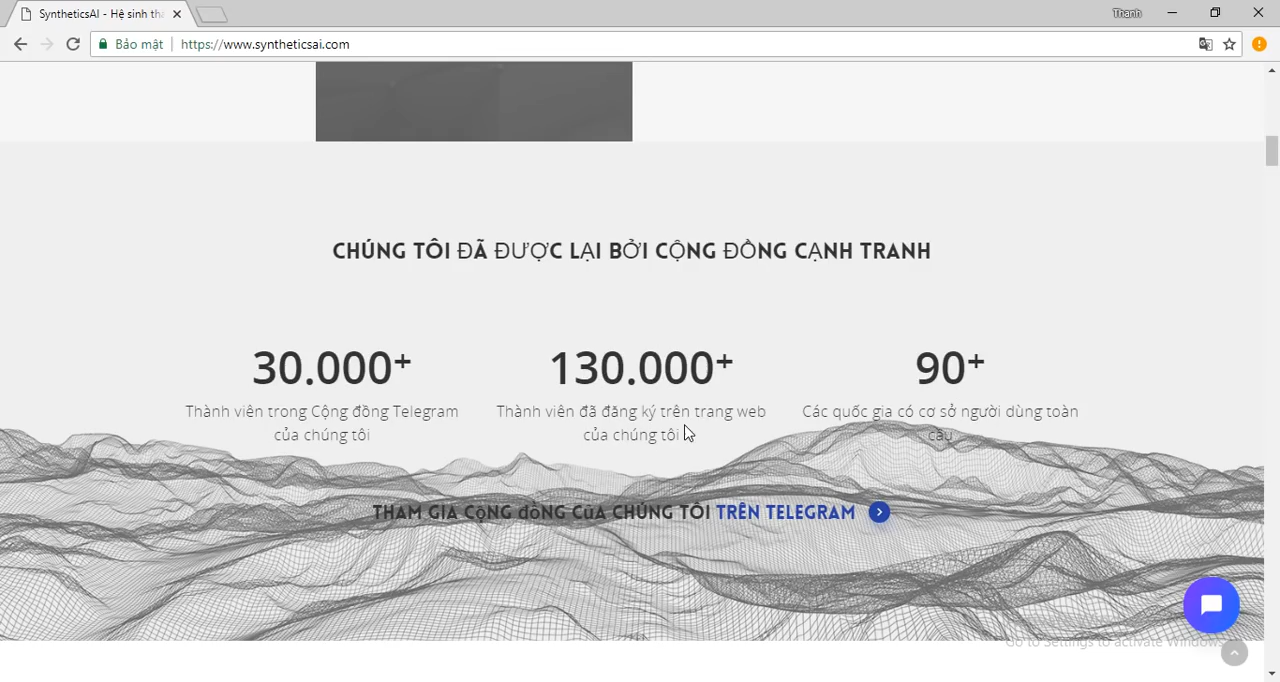 SyntheticsAI - Hệ sinh thá
Thanh
Bảo mật
https://www.syntheticsai.com
CHÚNG TÔI ĐÃ ĐƯỢC LẠI BỞI CỘNG ĐỒNG CẠNH TRANH
30.000+
130.000+
90+
Thành viên trong Cộng đồng Telegram
của chúng tôi
Thành viên đã đăng ký trên trang web
của chúng tôi
Các quốc gia có cơ sở người dùng toàn
cầu
THAM GIA CỘNG ĐỒNG CỦA CHÚNG TÔI TRÊN TELEGRAM
Go to Settings to activate Windows.